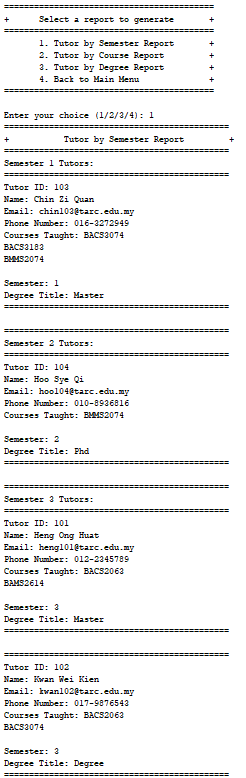 ==========================================
+      Select a report to generate       +
==========================================
1. Tutor by Semester Report       +
2. Tutor by Course Report         +
3. Tutor by Degree Report         +
4. Back to Main Menu              +
==========================================
Enter your choice (1/2/3/4): 1
=============================================
+           Tutor by Semester Report         +
=============================================
Semester 1 Tutors:
=============================================
Tutor ID: 103
Name: Chin Zi Quan
Email: chin103@tarc.edu.my
Phone Number: 016-3272949
Courses Taught: BACS3074
BACS3183
BMMS2074
Semester: 1
Degree Title: Master
=============================================
=============================================
Semester 2 Tutors:
=============================================
Tutor ID: 104
Name: Hoo Sye Qi
Email: hoo104@tarc.edu.my
Phone Number: 010-8936816
Courses Taught: BMMS2074
Semester: 2
Degree Title: Phd
=============================================
=============================================
Semester 3 Tutors:
=============================================
Tutor ID: 101
Name: Heng Ong Huat
Email: heng101@tarc.edu.my
Phone Number: 012-2345789
Courses Taught: BACS2063
BAMS2614
Semester: 3
Degree Title: Master
=============================================
=============================================
Tutor ID: 102
Name: Kwan Wei Kien
Email: kwan102@tarc.edu.my
Phone Number: 017-9876543
Courses Taught: BACS2063
BACS3074
Semester: 3
Degree Title: Degree
=============================================